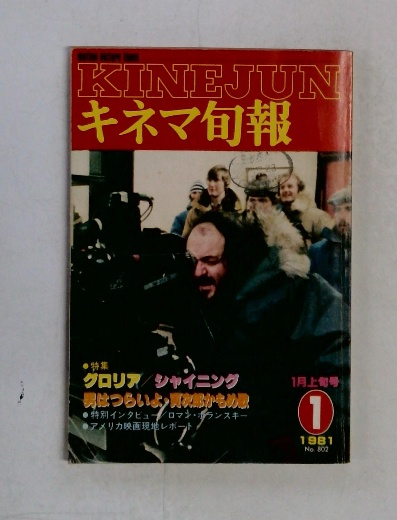 KINEJUN
キネマ旬報
●特集
グロリア／シャイニング
男はつらいよ・寅次郎かもめ歌
●特別インタビュー／ロマン・ポランスキー
●アメリカ映画現地レポート
1月上旬号
1
1981
No. 802